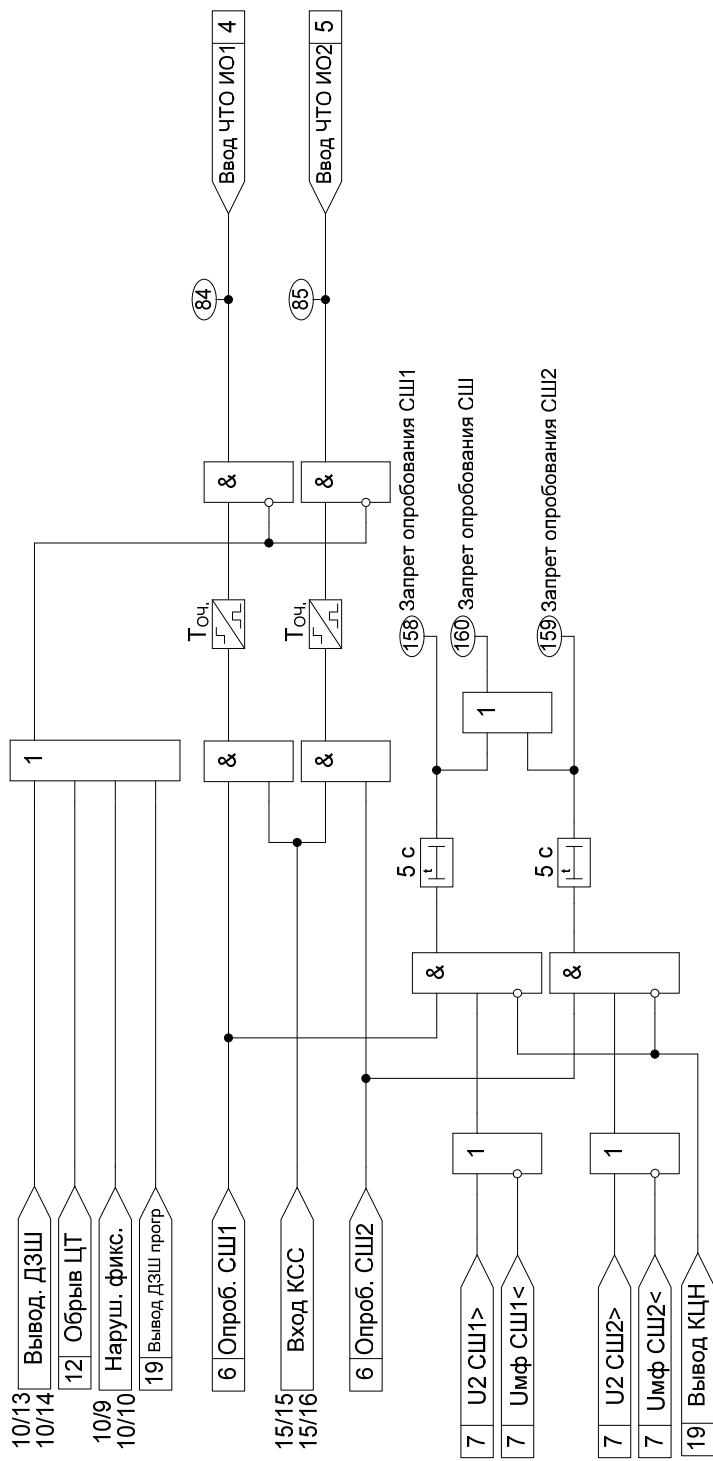 10/13
10/14
Вывод. ДЗШ
12 Обрыв ЦТ
10/9
10/10
Наруш. фикс.
19 Вывод ДЗШ прогр
1
6 Опроб. СШ1
15/15
15/16
Вход КСС
6 Опроб. СШ2
&
&
Tоч.
Tоч.
&
&
84
85
Ввод ЧТО ИО1 4
Ввод ЧТО ИО2 5
7 U2 СШ1>
7 Uмф СШ1<
7 U2 СШ2>
7 Uмф СШ2<
19 Вывод КЦН
1
1
&
&
5 с
t
5 с
t
1
158 Запрет опробования СШ1
160 Запрет опробования СШ
159 Запрет опробования СШ2